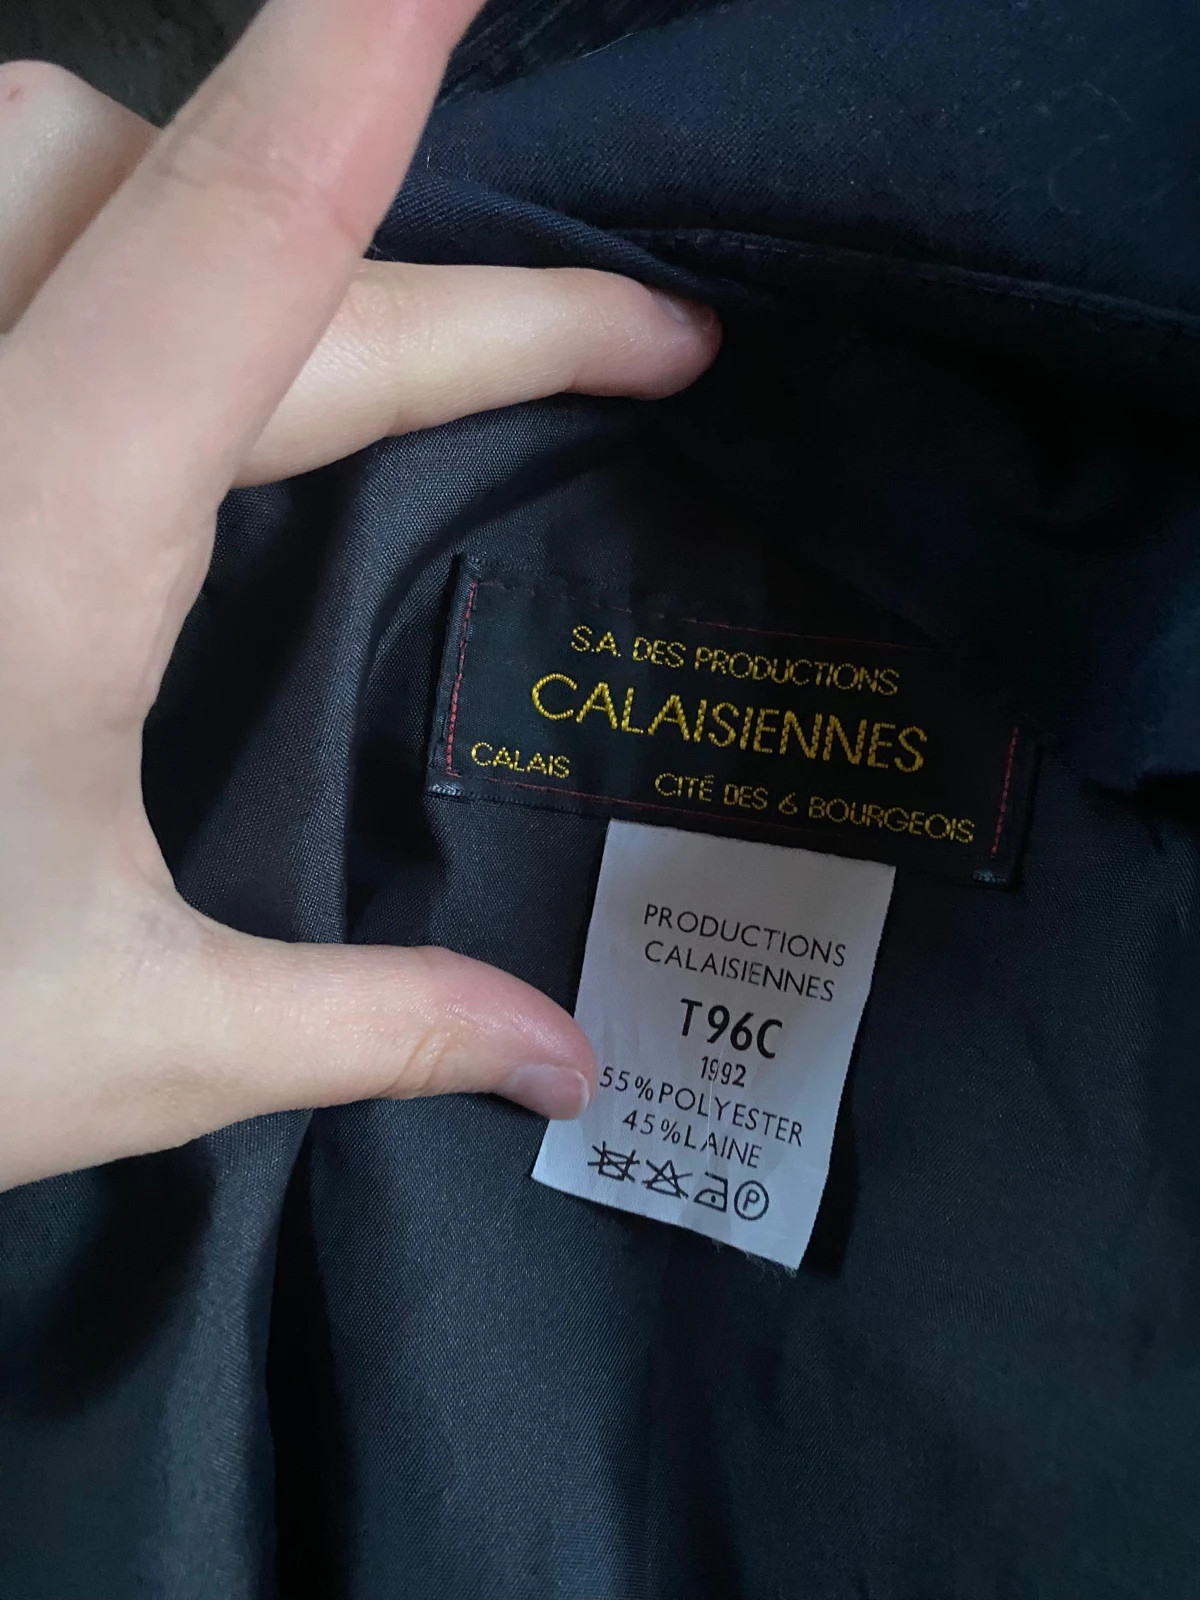 S.A. DES PRODUCTIONS
CALAISIENNES
CALAIS CITÉ DES 6 BOURGEOIS
PRODUCTIONS
CALAISIENNES
T96C
1992
55%POLYESTER
45%LAINE
P